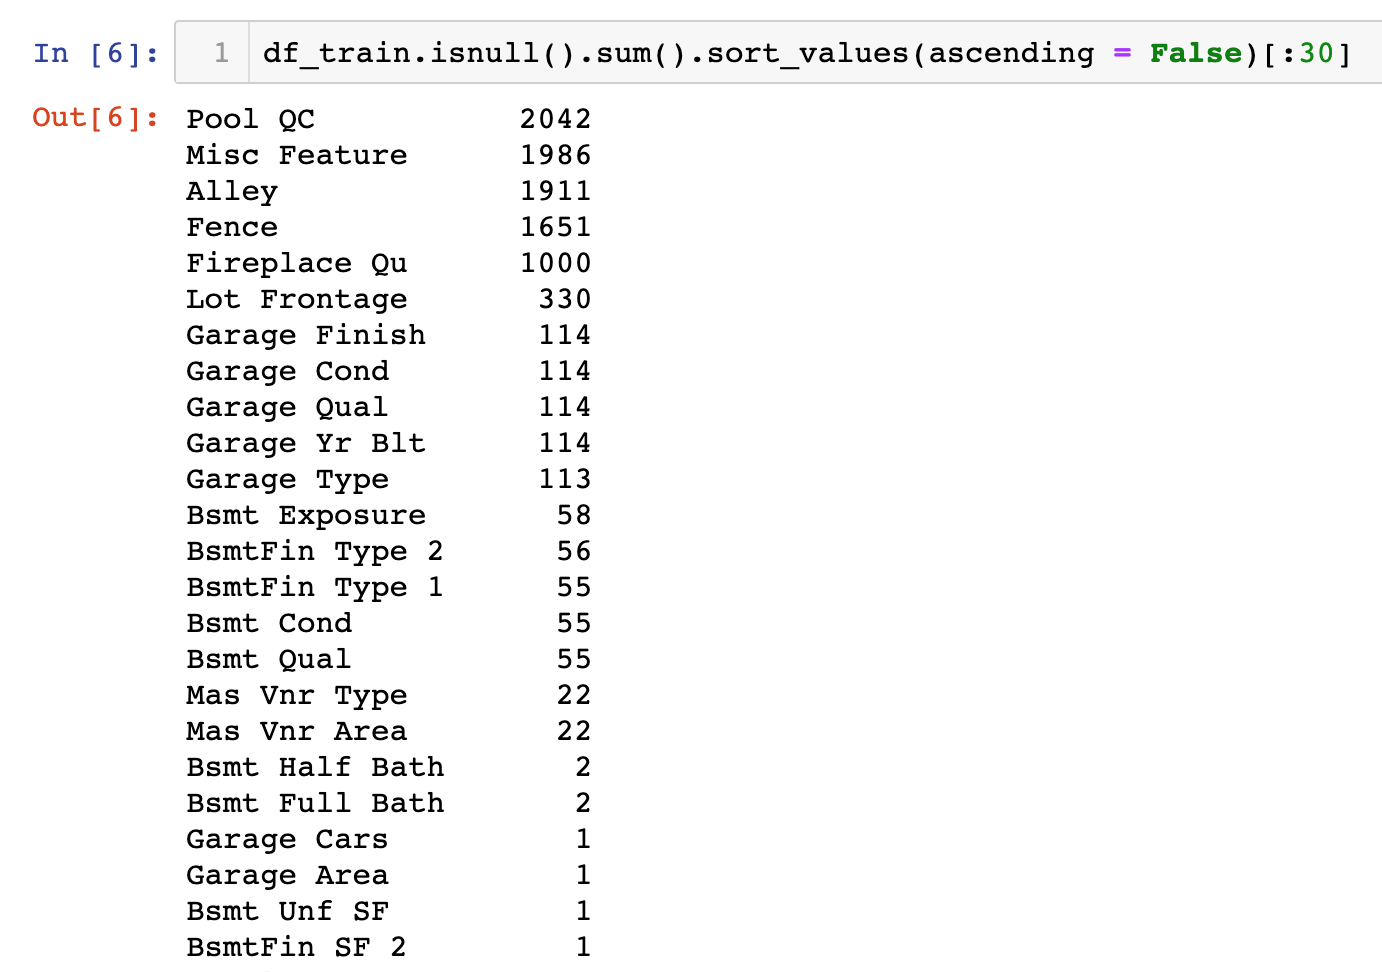 In [6]: 1 df_train.isnull().sum().sort_values(ascending = False)[:30]
Out[6]: Pool QC 2042
Misc Feature 1986
Alley 1911
Fence 1651
Fireplace Qu 1000
Lot Frontage 330
Garage Finish 114
Garage Cond 114
Garage Qual 114
Garage Yr Blt 114
Garage Type 113
Bsmt Exposure 58
BsmtFin Type 2 56
BsmtFin Type 1 55
Bsmt Cond 55
Bsmt Qual 55
Mas Vnr Type 22
Mas Vnr Area 22
Bsmt Half Bath 2
Bsmt Full Bath 2
Garage Cars 1
Garage Area 1
Bsmt Unf SF 1
BsmtFin SF 2 1